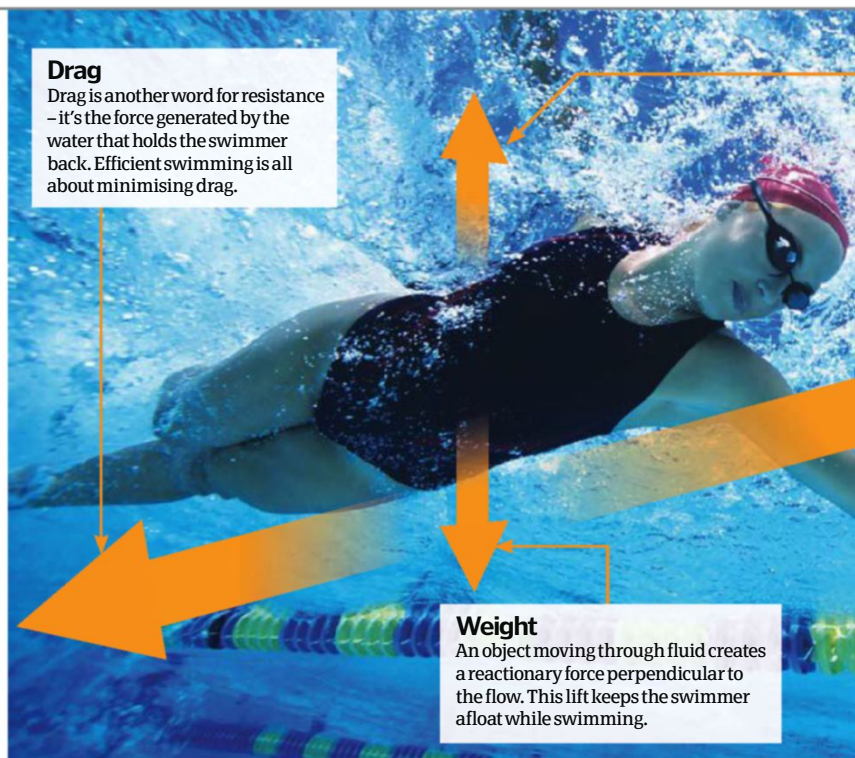 Drag
Drag is another word for resistance
– it's the force generated by the
water that holds the swimmer
back. Efficient swimming is all
about minimising drag.
Weight
An object moving through fluid creates
a reactionary force perpendicular to
the flow. This lift keeps the swimmer
afloat while swimming.